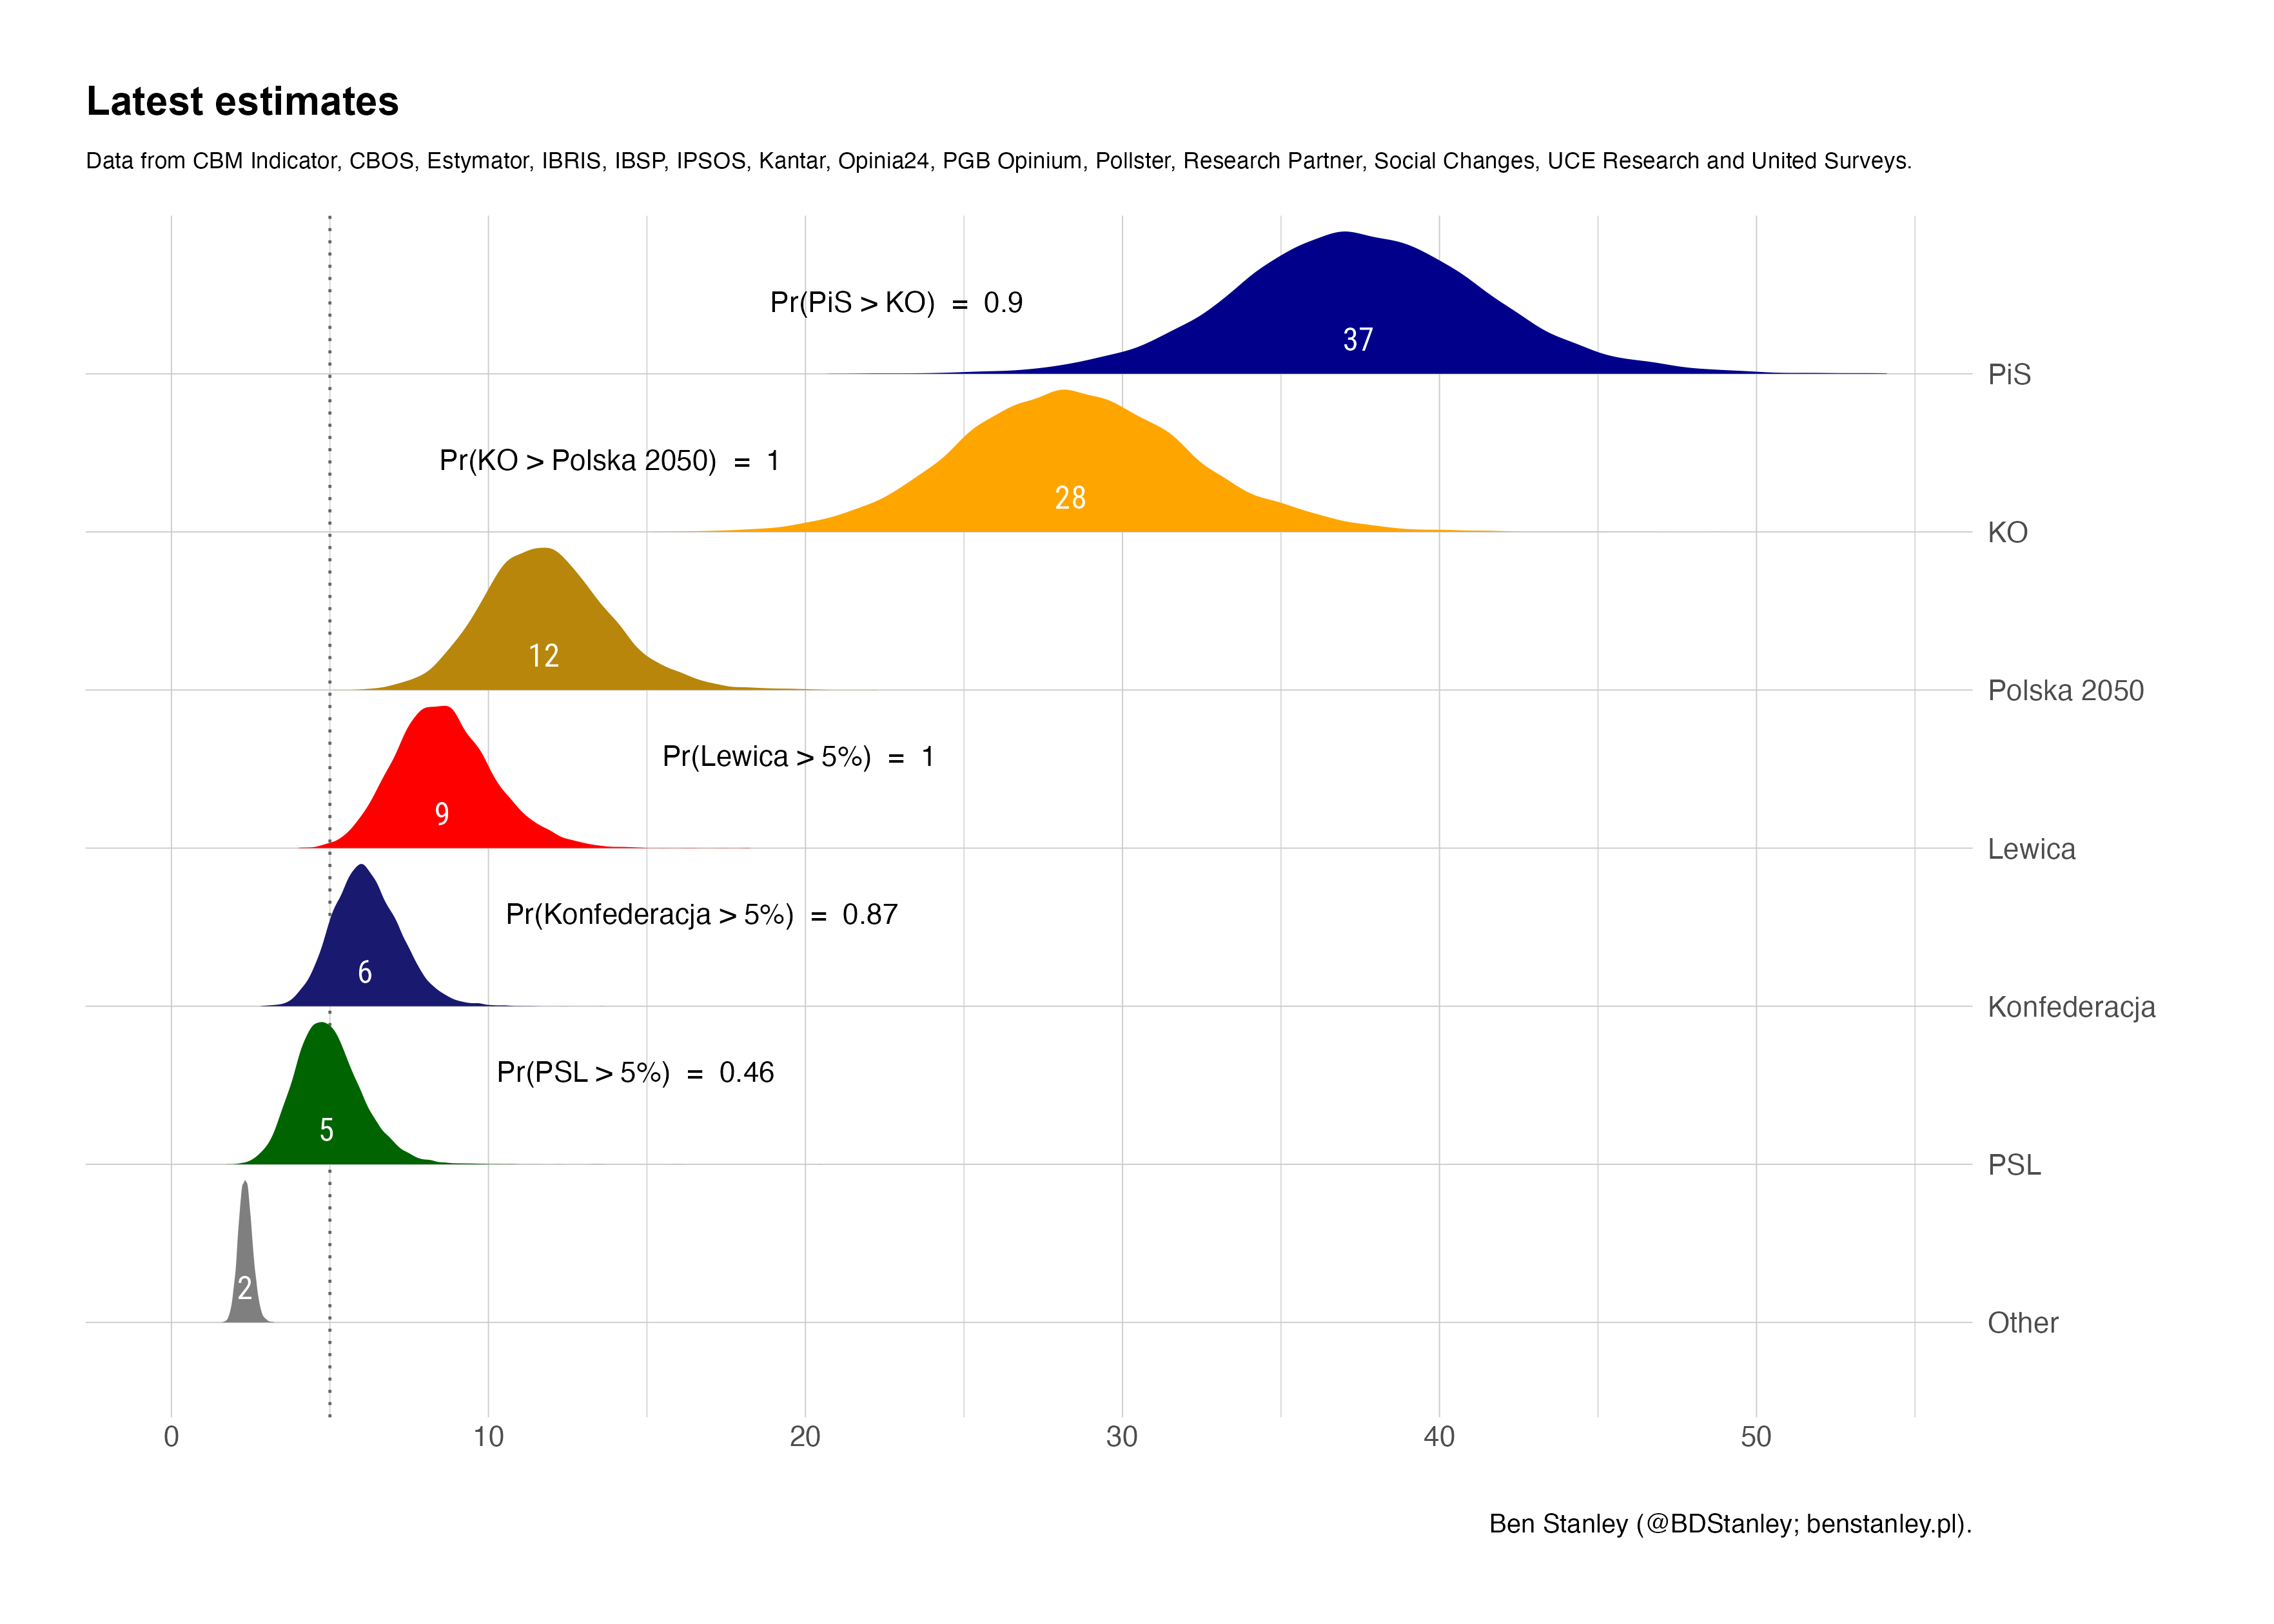 Latest estimates
Data from CBM Indicator, CBOS, Estymator, IBRIS, IBSP, IPSOS, Kantar, Opinia24, PGB Opinium, Pollster, Research Partner, Social Changes, UCE Research and United Surveys.
Pr(PiS > KO) = 0.9
37
PiS
Pr(KO > Polska 2050) = 1
28
KO
12
Polska 2050
Pr(Lewica > 5%) = 1
9
Lewica
Pr(Konfederacja > 5%) = 0.87
6
Konfederacja
Pr(PSL > 5%) = 0.46
5
PSL
2
Other
0 10 20 30 40 50
Ben Stanley (@BDStanley; benstanley.pl).